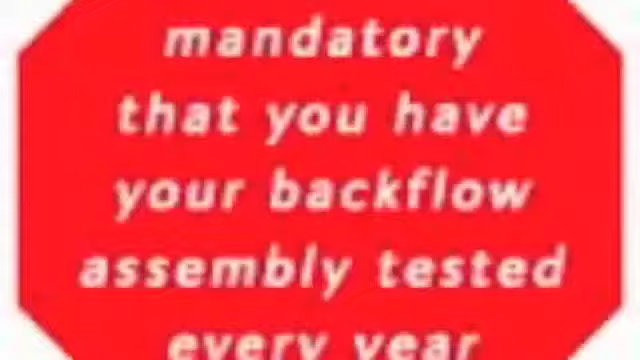 mandatory
that you have
your backflow
assembly tested
every year